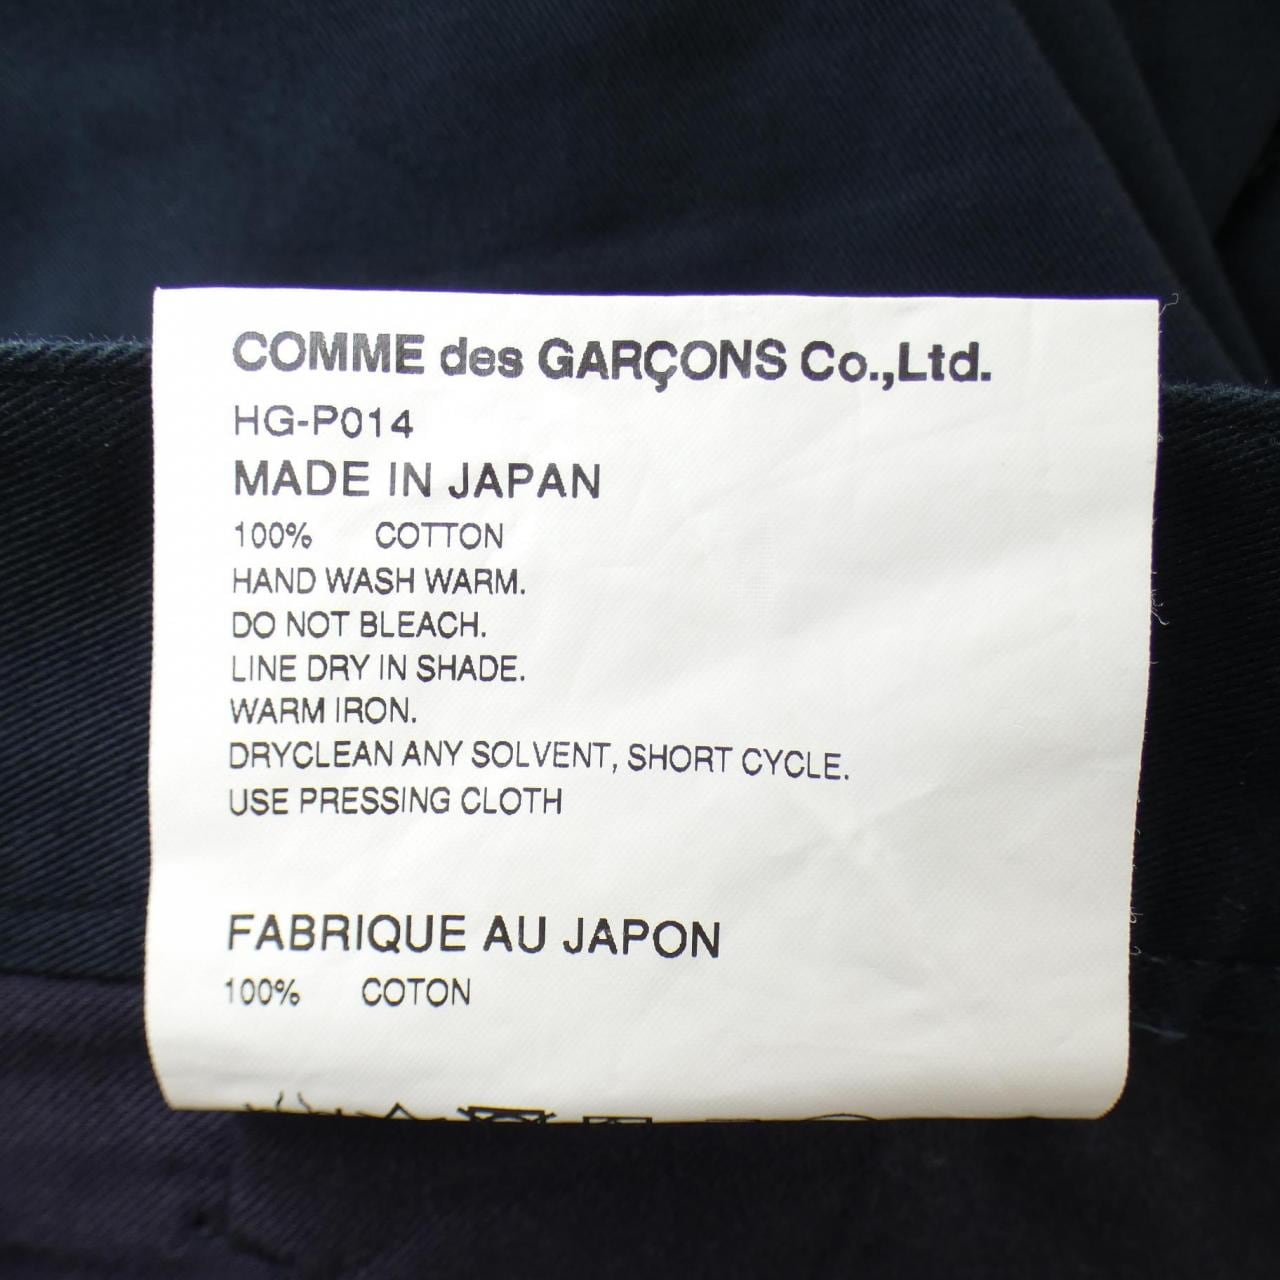 COMME des GARÇONS Co.,Ltd.
HG-P014
MADE IN JAPAN
100% COTTON
HAND WASH WARM.
DO NOT BLEACH.
LINE DRY IN SHADE.
WARM IRON.
DRYCLEAN ANY SOLVENT, SHORT CYCLE.
USE PRESSING CLOTH
FABRIQUE AU JAPON
100% COTON